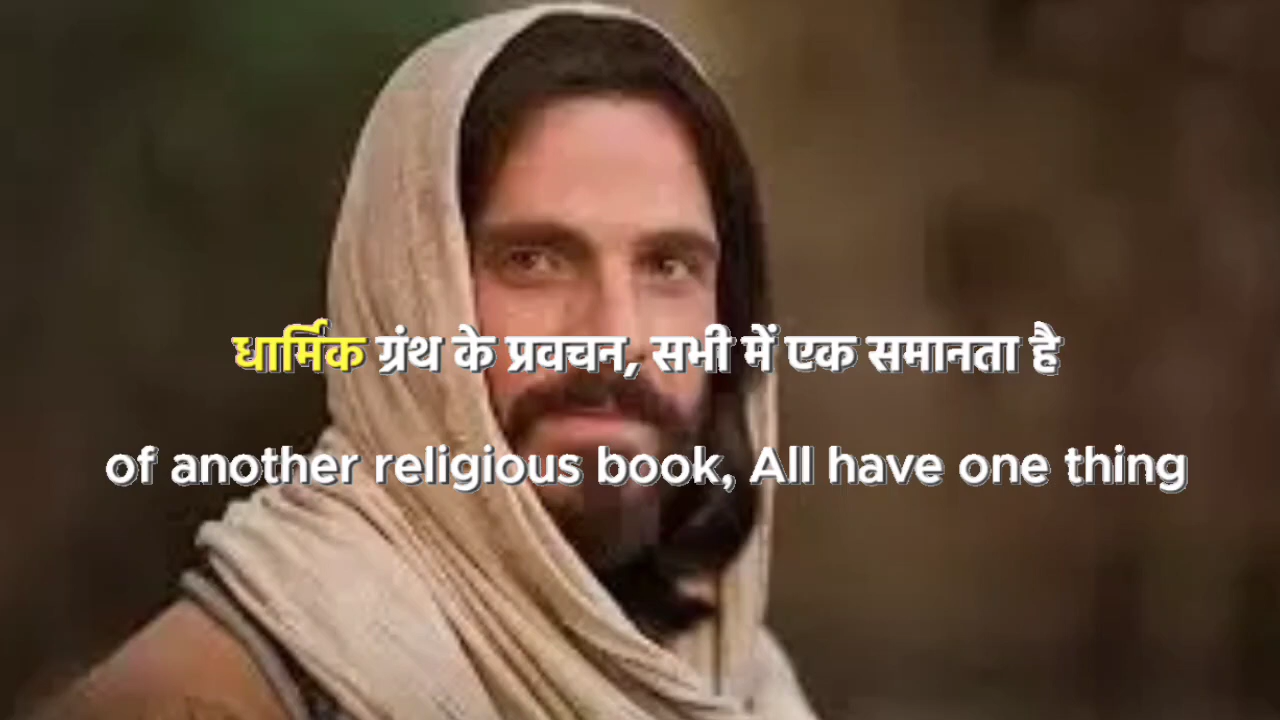 धार्मिक ग्रंथ के प्रवचन, सभी में एक समानता है
of another religious book, All have one thing